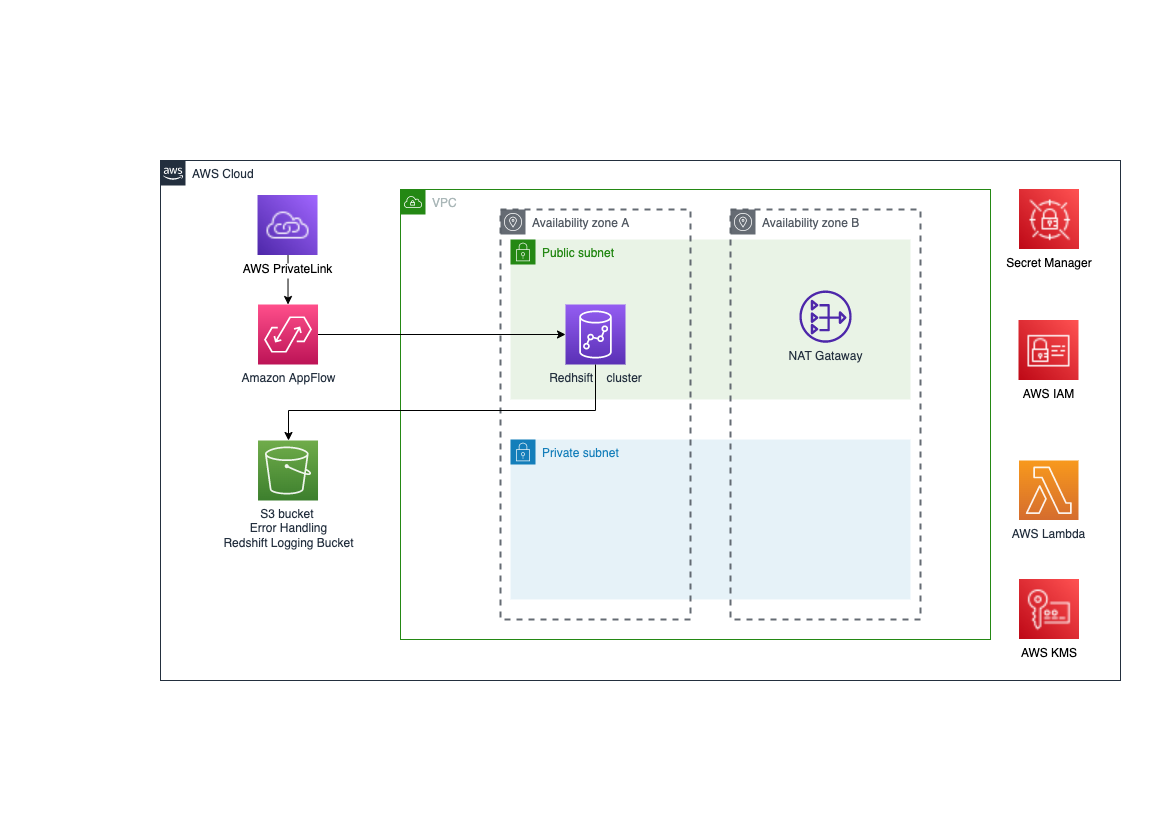 aws
AWS Cloud
AWS PrivateLink
Amazon AppFlow
S3 bucket
Error Handling
Redshift Logging Bucket
VPC
Availability zone A
Availability zone B
Public subnet
Redhsift cluster
NAT Gataway
Private subnet
Secret Manager
AWS IAM
AWS Lambda
AWS KMS